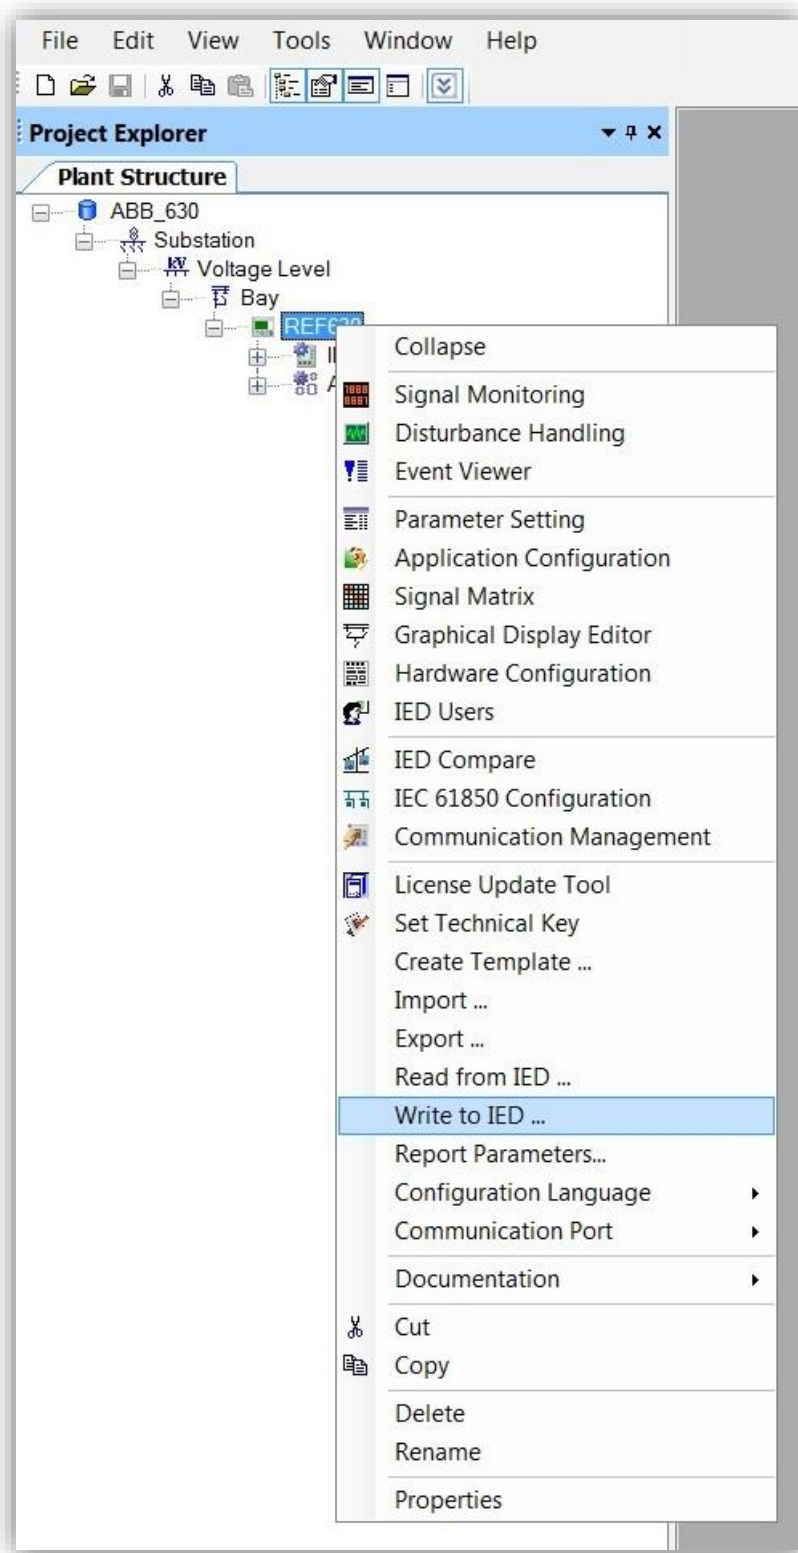 File Edit View Tools Window Help
Project Explorer
Plant Structure
ABB_630
Substation
Voltage Level
Bay
REF630
Collapse
Signal Monitoring
Disturbance Handling
Event Viewer
Parameter Setting
Application Configuration
Signal Matrix
Graphical Display Editor
Hardware Configuration
IED Users
IED Compare
IEC 61850 Configuration
Communication Management
License Update Tool
Set Technical Key
Create Template ...
Import ...
Export ...
Read from IED ...
Write to IED ...
Report Parameters...
Configuration Language
Communication Port
Documentation
Cut
Copy
Delete
Rename
Properties